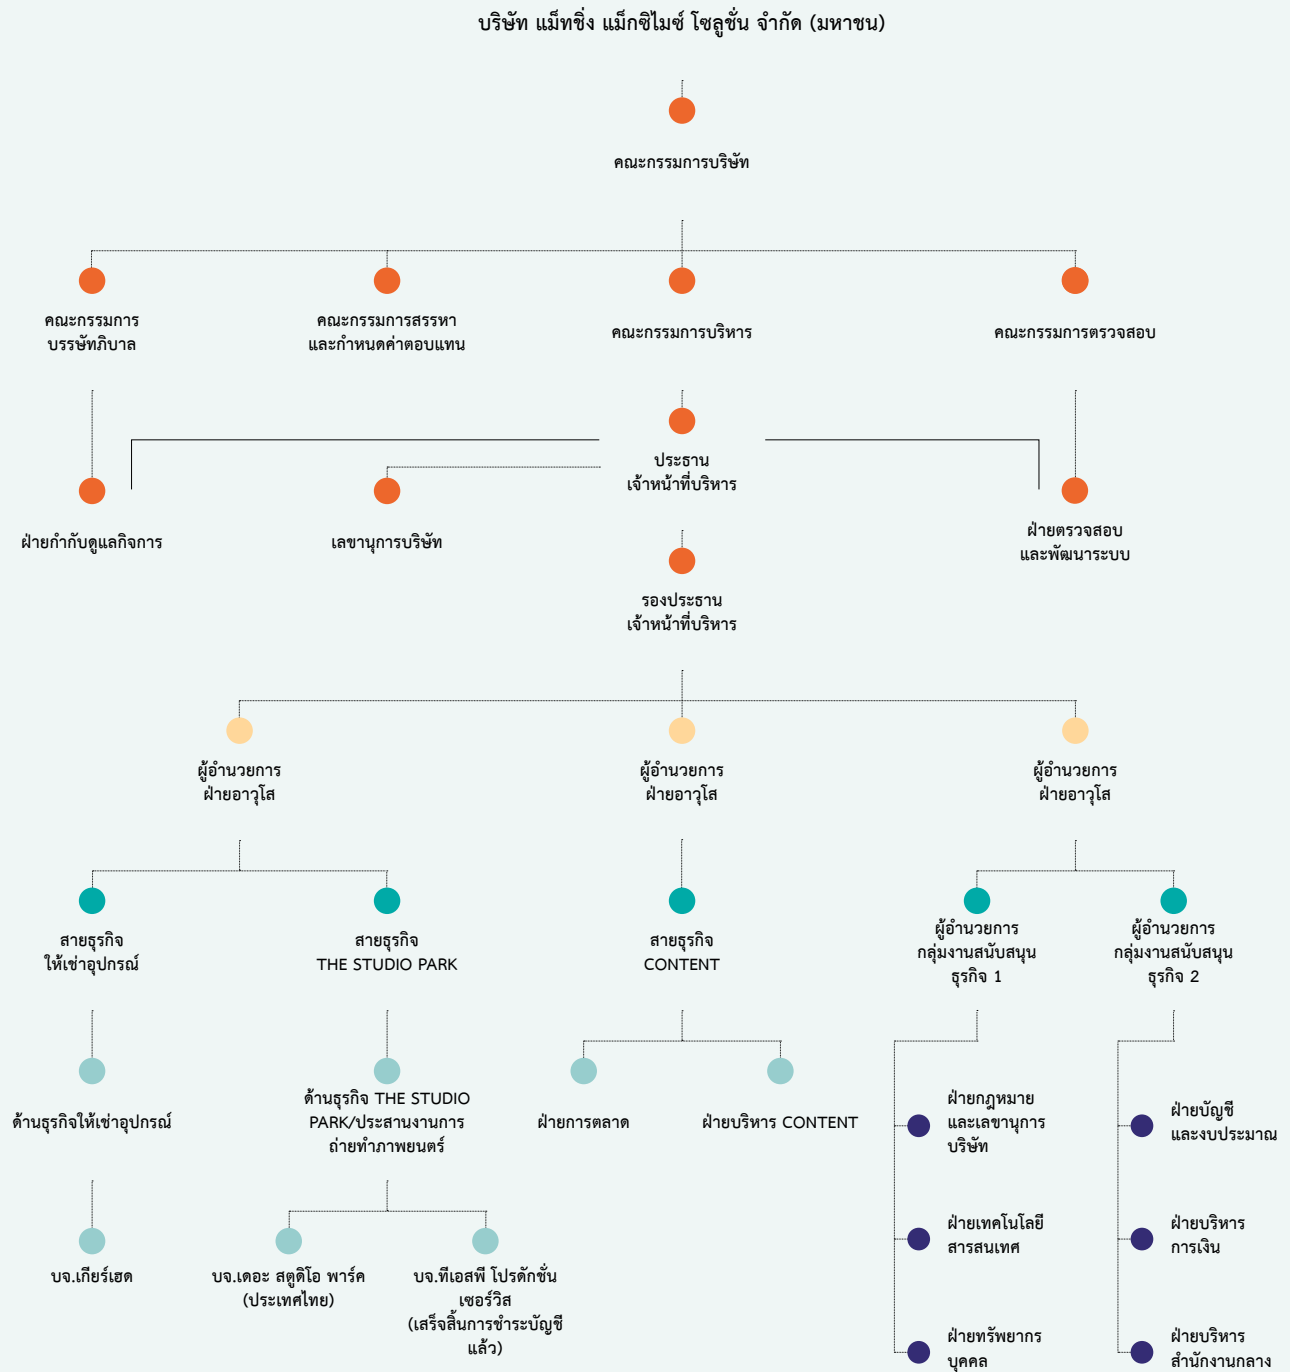 บริษัท แม็ทชิ่ง แม็กซิไมซ์ โซลูชั่น จำกัด (มหาชน)
คณะกรรมการบริษัท
คณะกรรมการ
บรรษัทภิบาล
คณะกรรมการสรรหา
และกำหนดค่าตอบแทน
คณะกรรมการบริหาร
คณะกรรมการตรวจสอบ
ประธาน
เจ้าหน้าที่บริหาร
ฝ่ายกำกับดูแลกิจการ
เลขานุการบริษัท
ฝ่ายตรวจสอบ
และพัฒนาระบบ
รองประธาน
เจ้าหน้าที่บริหาร
ผู้อำนวยการ
ฝ่ายอาวุโส
ผู้อำนวยการ
ฝ่ายอาวุโส
ผู้อำนวยการ
ฝ่ายอาวุโส
สายธุรกิจ
ให้เช่าอุปกรณ์
สายธุรกิจ
THE STUDIO PARK
สายธุรกิจ
CONTENT
ผู้อำนวยการ
กลุ่มงานสนับสนุน
ธุรกิจ 1
ผู้อำนวยการ
กลุ่มงานสนับสนุน
ธุรกิจ 2
ด้านธุรกิจให้เช่าอุปกรณ์
ด้านธุรกิจ THE STUDIO
PARK/ประสานงานการ
ถ่ายทำภาพยนตร์
ฝ่ายการตลาด
ฝ่ายบริหาร CONTENT
ฝ่ายกฎหมาย
และเลขานุการ
บริษัท
ฝ่ายบัญชี
และงบประมาณ
ฝ่ายเทคโนโลยี
สารสนเทศ
ฝ่ายบริหาร
การเงิน
บจ.เกียร์เฮด
บจ.เดอะ สตูดิโอ พาร์ค
(ประเทศไทย)
บจ.ทีเอสพี โปรดักชั่น
เซอร์วิส
(เสร็จสิ้นการชำระบัญชี
แล้ว)
ฝ่ายทรัพยากร
บุคคล
ฝ่ายบริหาร
สำนักงานกลาง